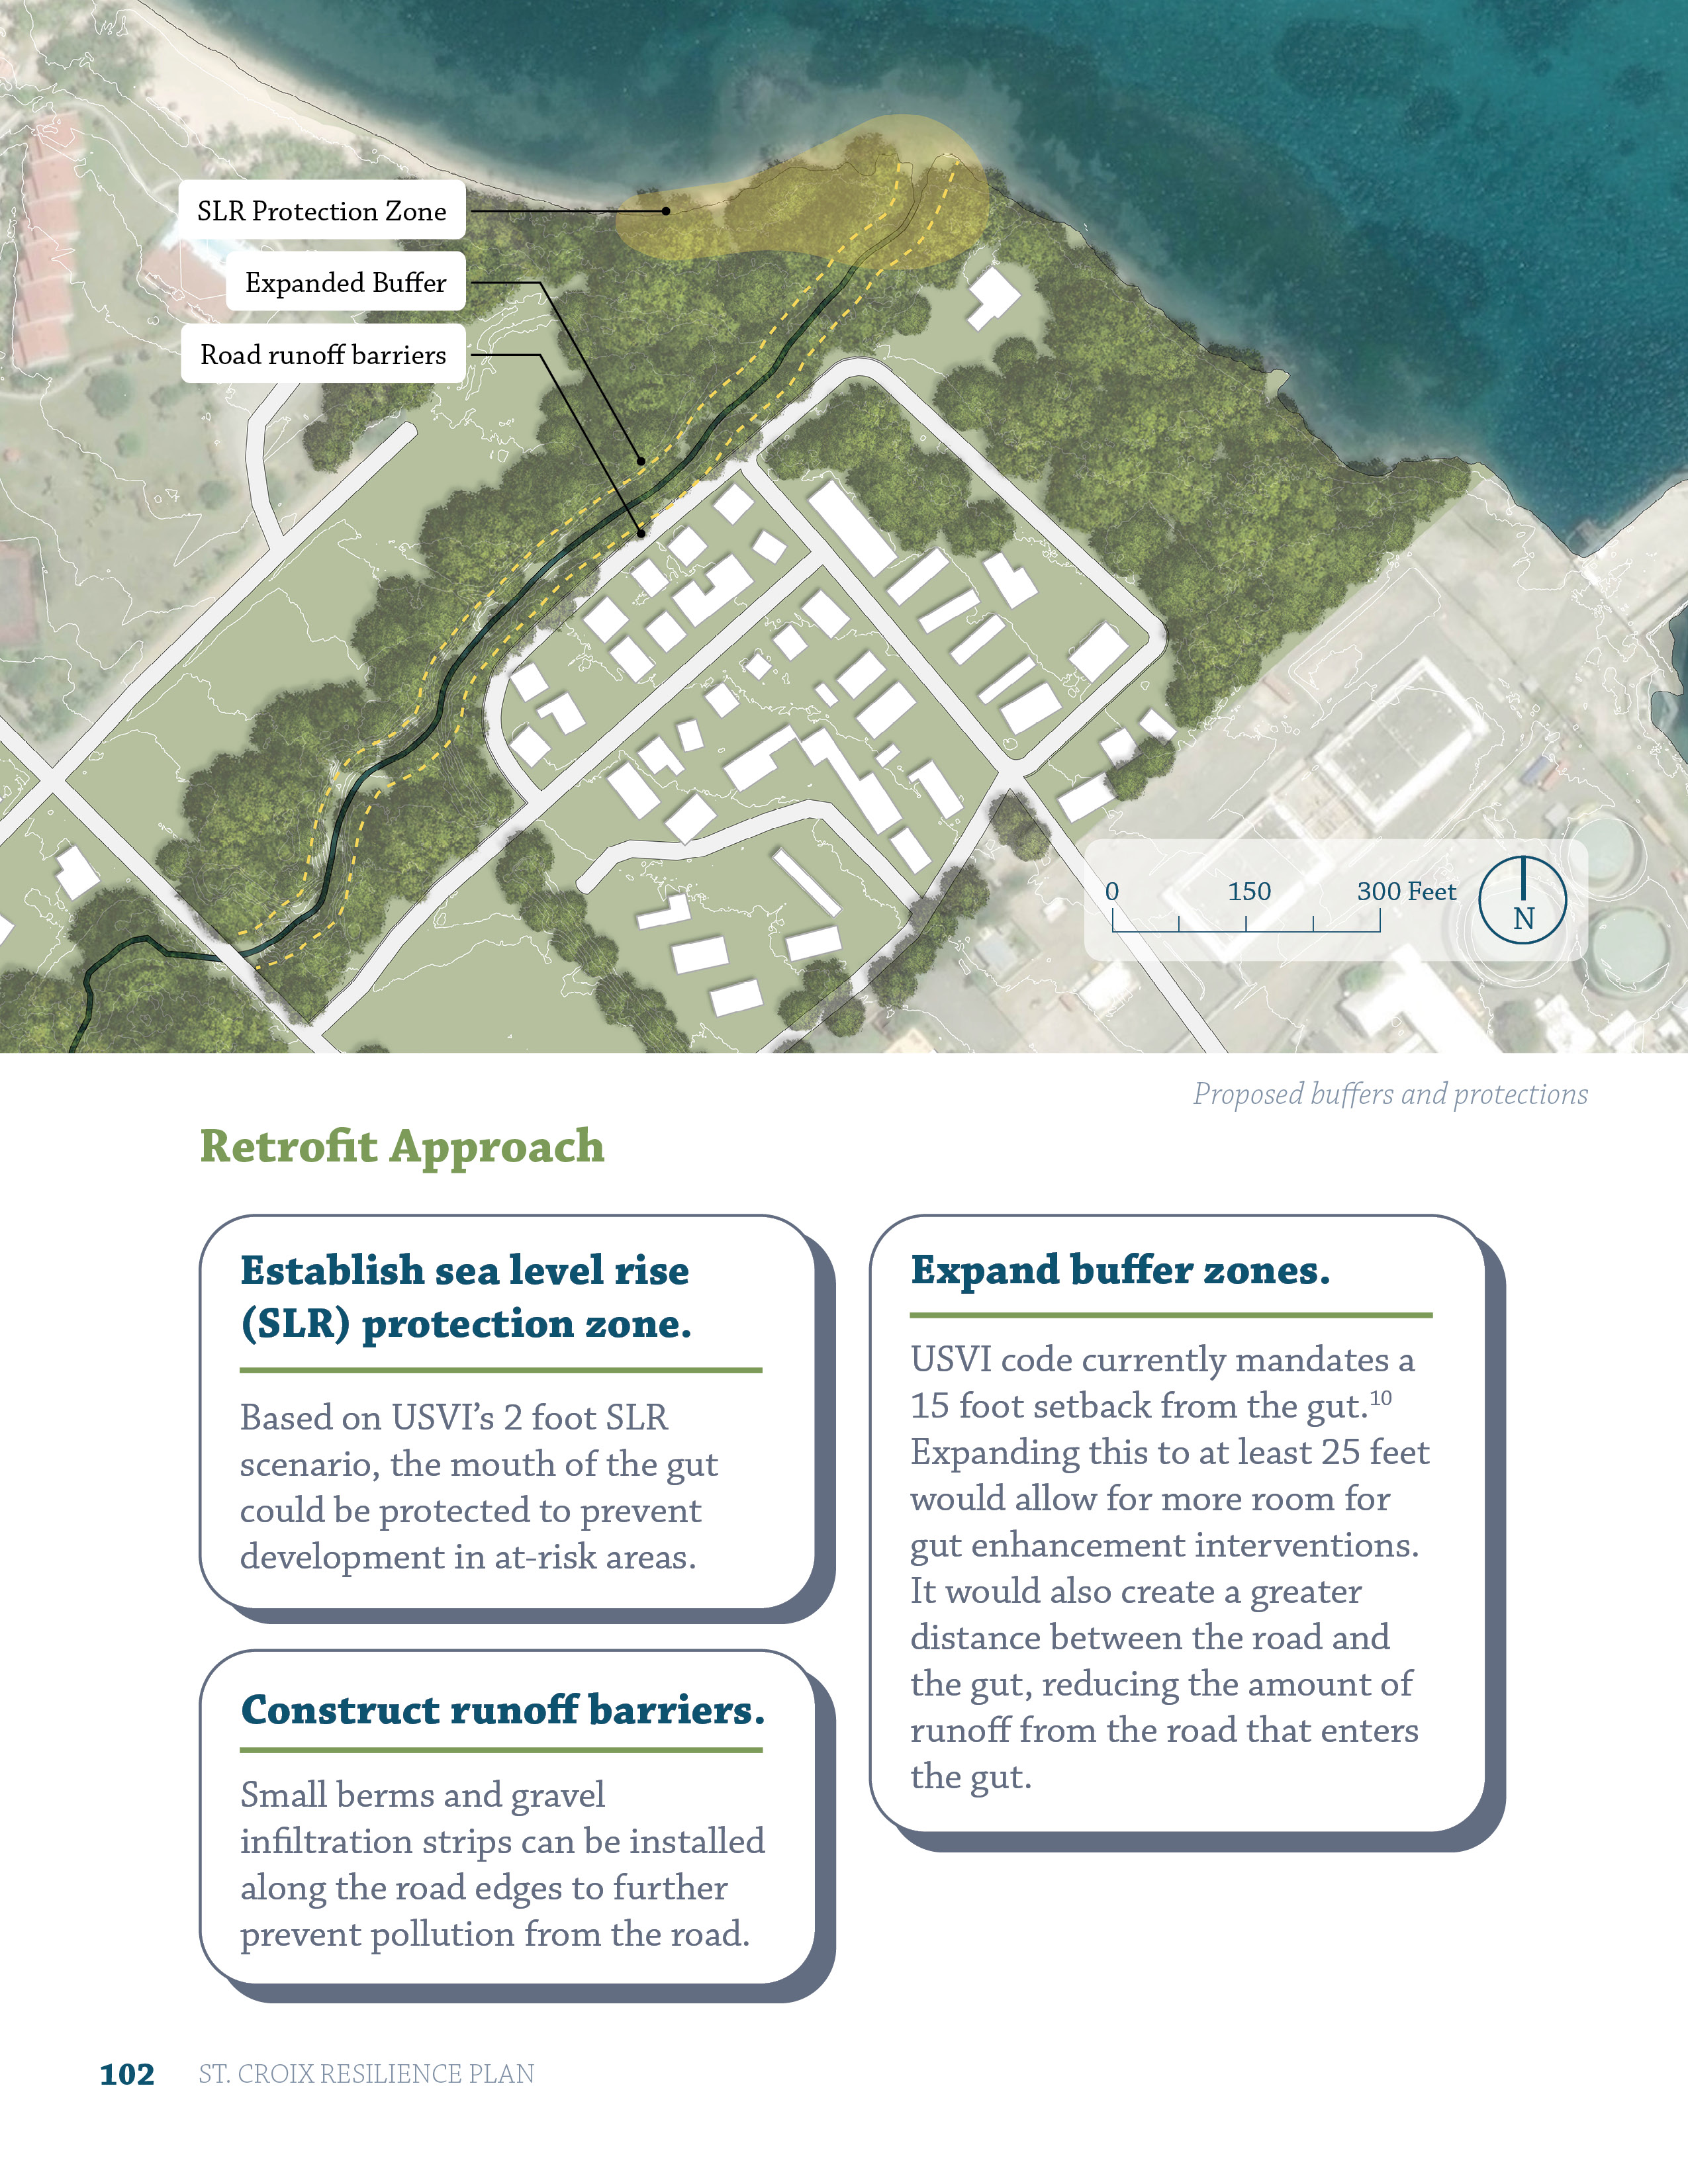 SLR Protection Zone
Expanded Buffer
Road runoff barriers
0 150 300 Feet
N
Proposed buffers and protections
Retrofit Approach
Establish sea level rise
(SLR) protection zone.
Based on USVI’s 2 foot SLR
scenario, the mouth of the gut
could be protected to prevent
development in at-risk areas.
Construct runoff barriers.
Small berms and gravel
infiltration strips can be installed
along the road edges to further
prevent pollution from the road.
Expand buffer zones.
USVI code currently mandates a
15 foot setback from the gut.¹⁰
Expanding this to at least 25 feet
would allow for more room for
gut enhancement interventions.
It would also create a greater
distance between the road and
the gut, reducing the amount of
runoff from the road that enters
the gut.
102 ST. CROIX RESILIENCE PLAN